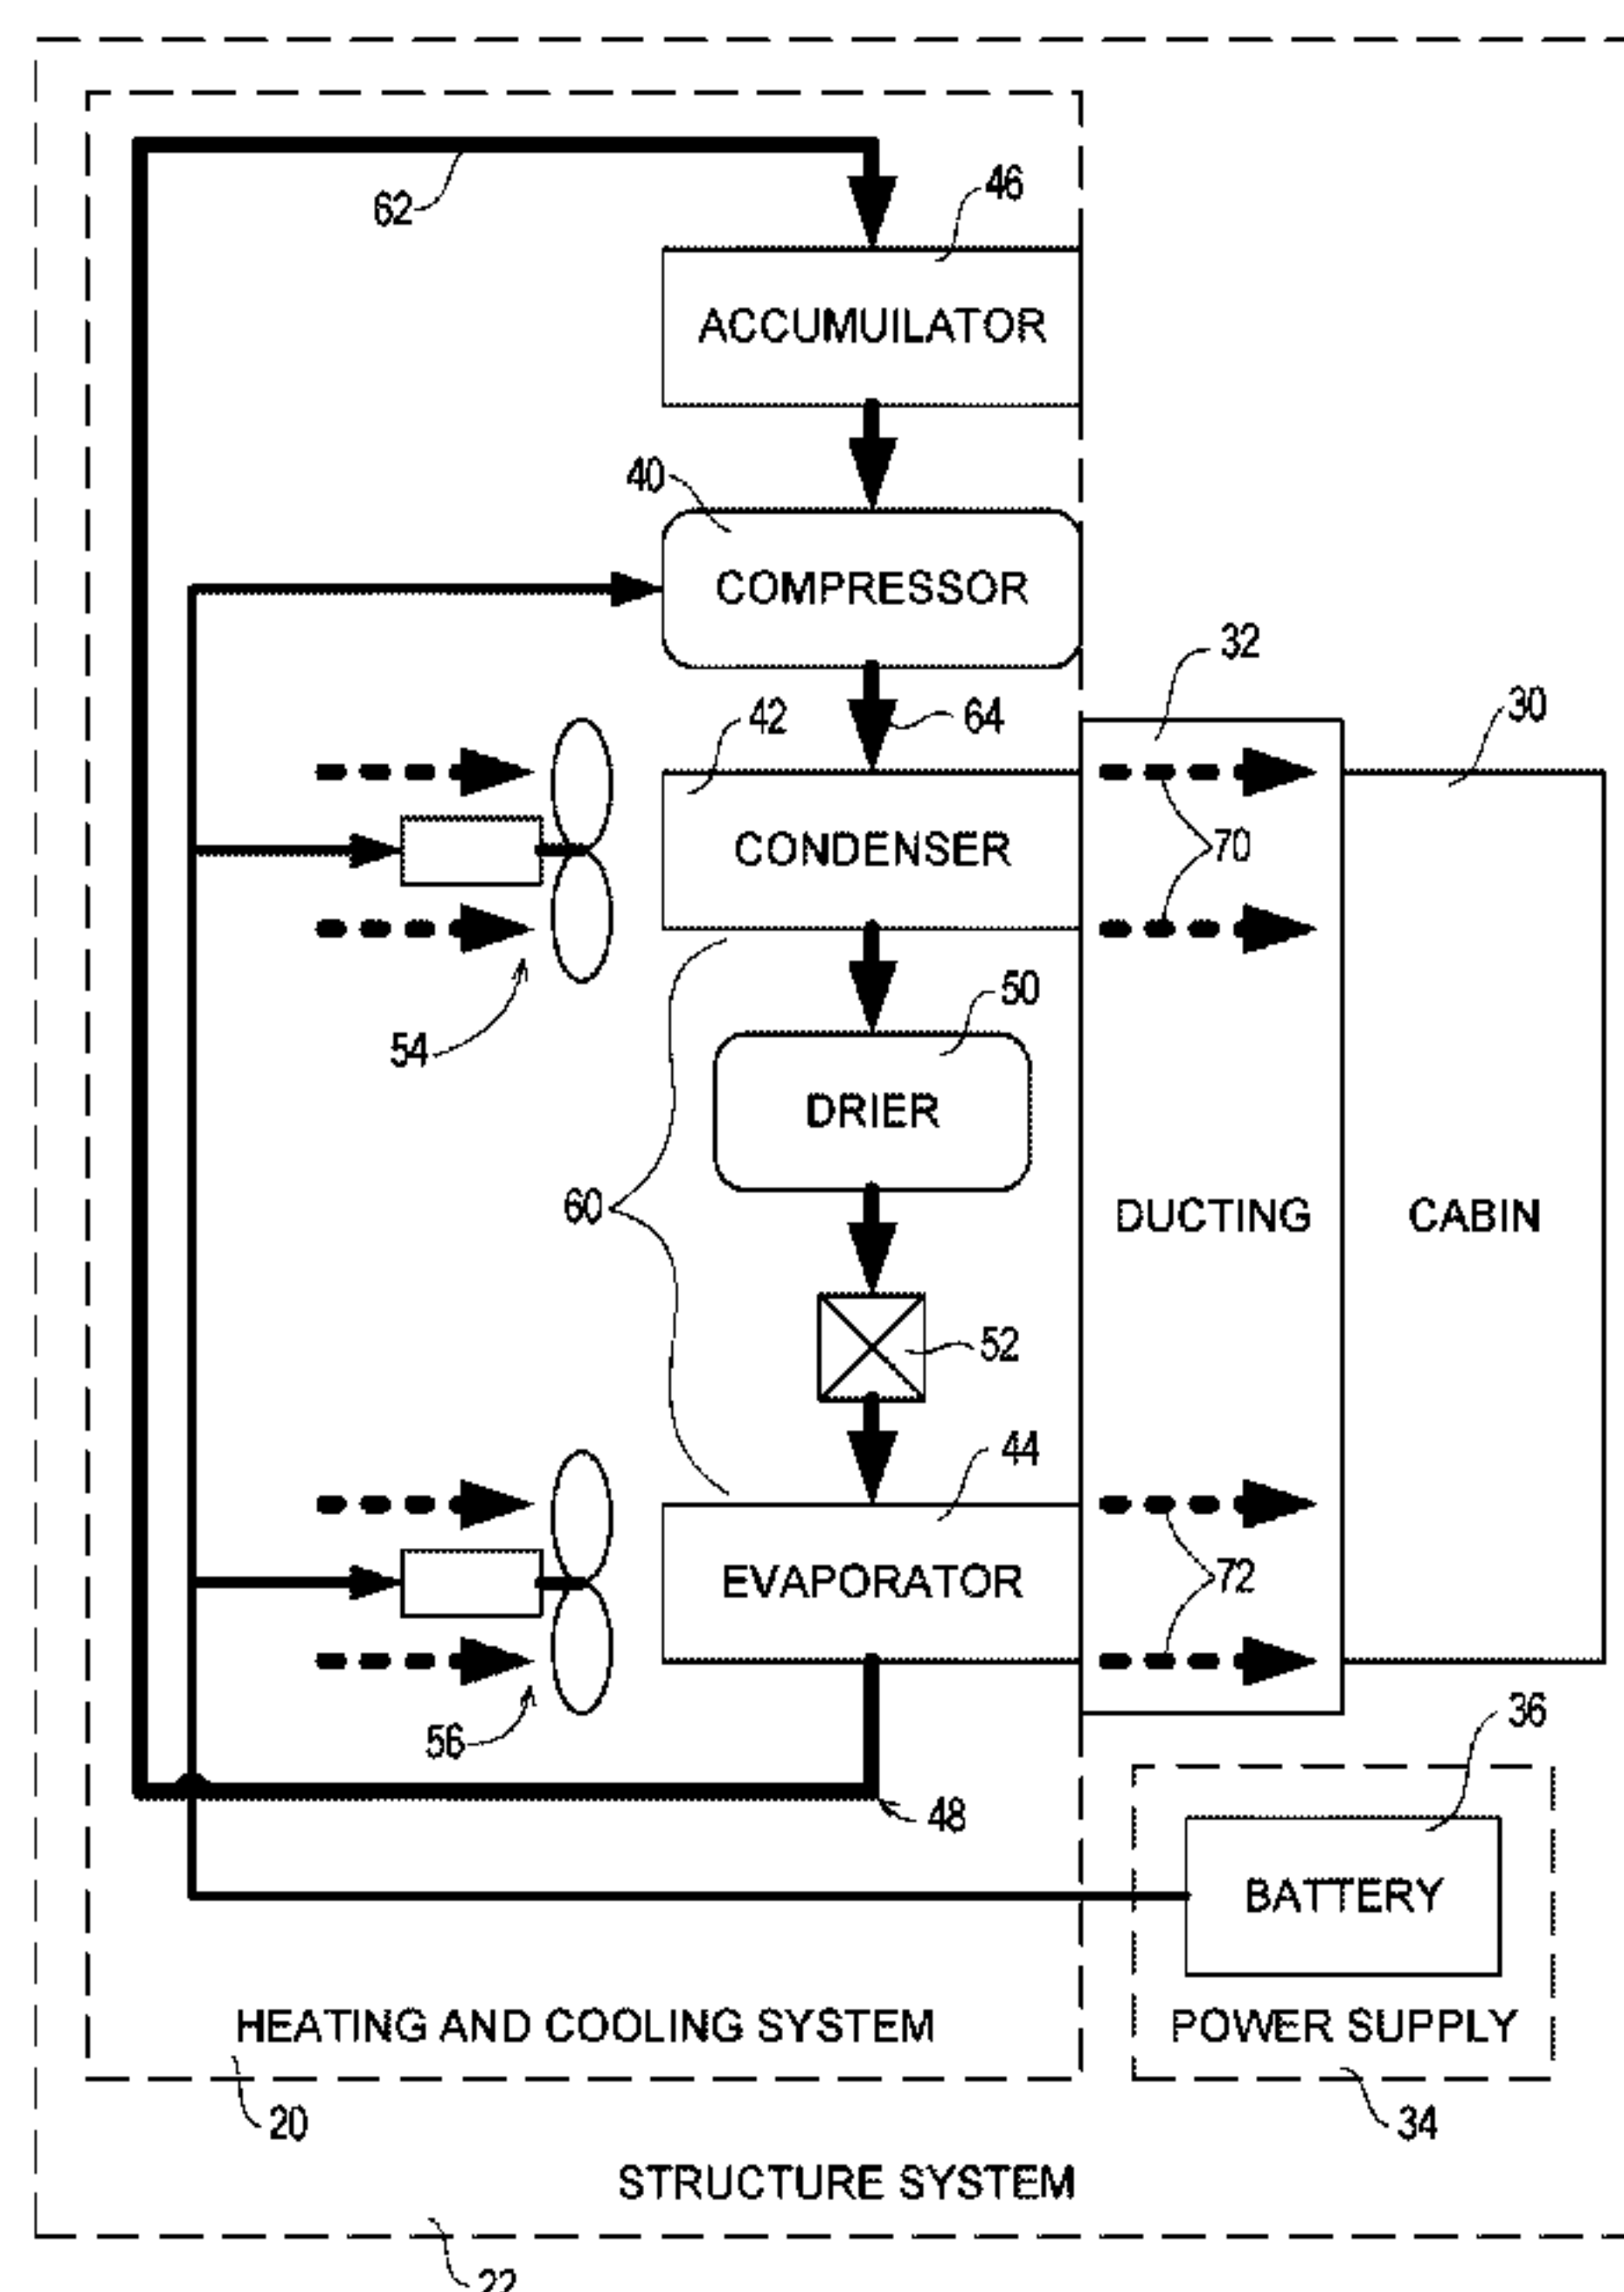 62
46
ACCUMUILATOR
40
COMPRESSOR
32
42
64
30
CONDENSER
70
50
54
DRIER
60
DUCTING
CABIN
52
44
EVAPORATOR
72
56
36
48
BATTERY
HEATING AND COOLING SYSTEM
POWER SUPPLY
20
34
STRUCTURE SYSTEM
22